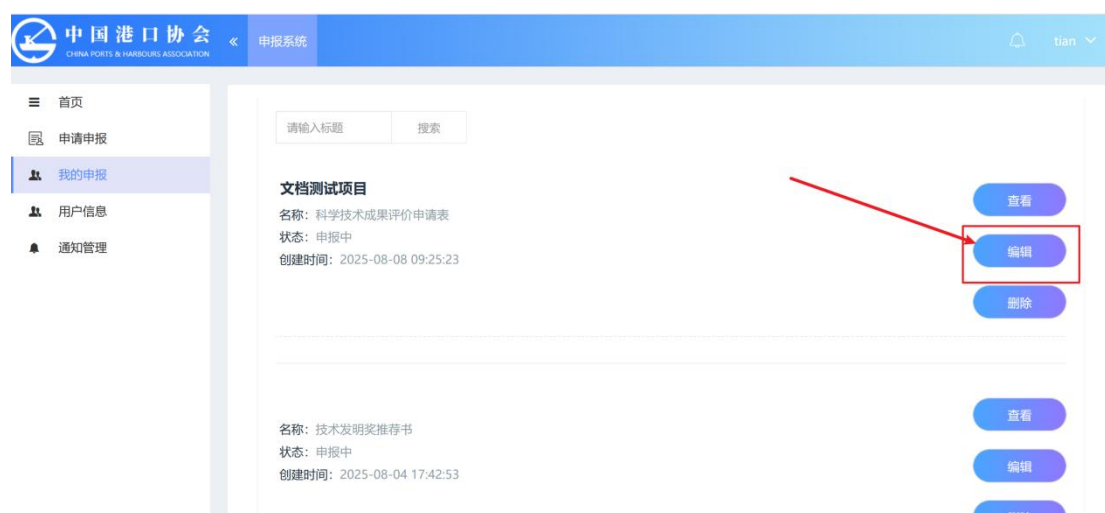 中国港口协会
CHINA PORTS & HARBOURS ASSOCIATION
«
申报系统
tian
首页
申请申报
我的申报
用户信息
通知管理
请输入标题
搜索
文档测试项目
名称：科学技术成果评价申请表
状态：申报中
创建时间：2025-08-08 09:25:23
查看
编辑
删除
名称：技术发明奖推荐书
状态：申报中
创建时间：2025-08-04 17:42:53
查看
编辑